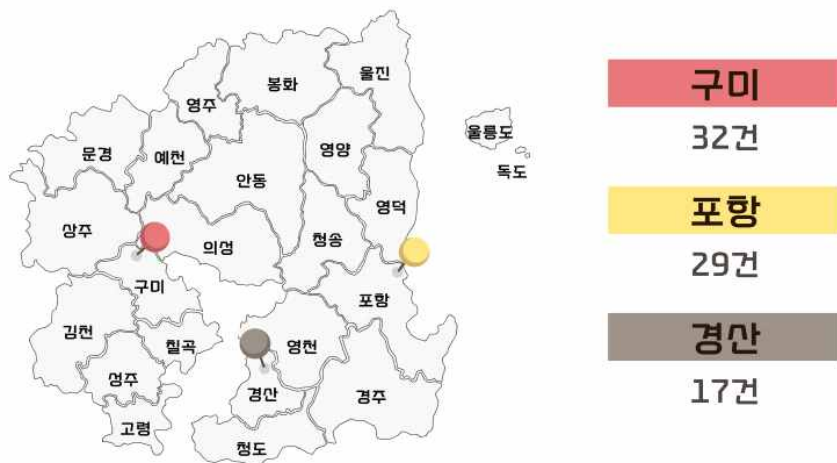 봉화
울진
영주
울릉도
문경
예천
영양
독도
안동
영덕
상주
의성
청송
구미
포항
김천
칠곡
영천
성주
경산
경주
고령
청도
구미
32건
포항
29건
경산
17건